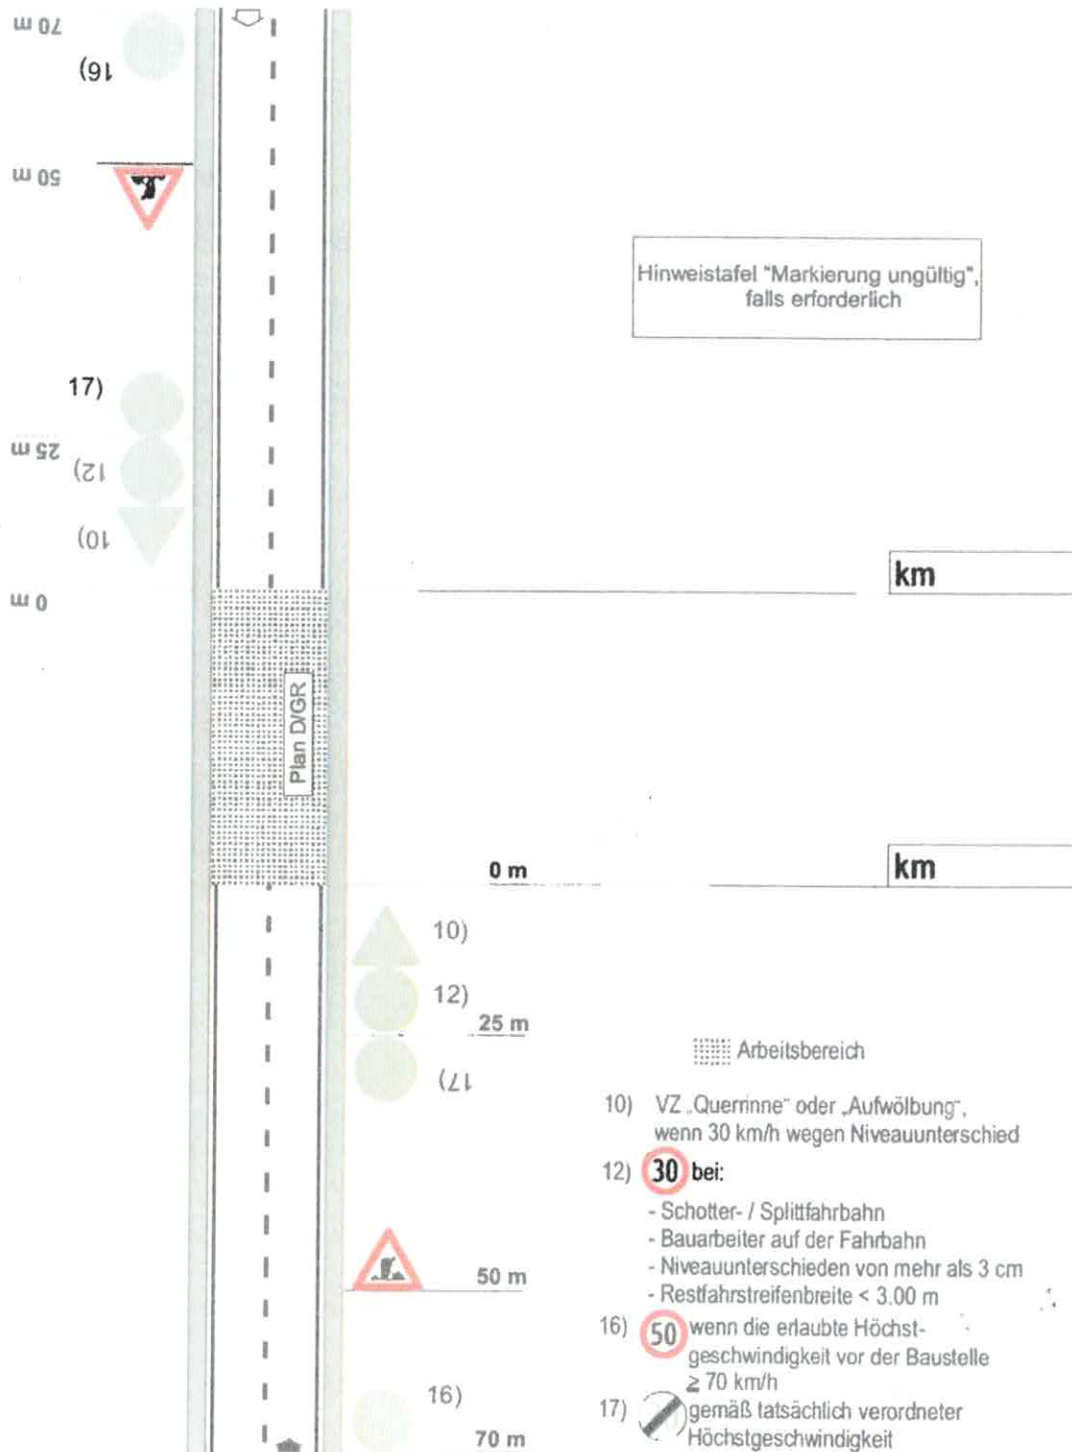 70 m
16)
50 m
Hinweistafel "Markierung ungültig",
falls erforderlich
17)
25 m
12)
10)
km
0 m
Plan D/GR
0 m
km
10)
12)
25 m
17)
Arbeitsbereich
10) VZ „Querrinne" oder „Aufwölbung",
wenn 30 km/h wegen Niveauunterschied
12) 30 bei:
- Schotter- / Splittfahrbahn
- Bauarbeiter auf der Fahrbahn
- Niveauunterschieden von mehr als 3 cm
50 m
- Restfahrstreifenbreite < 3.00 m
16) 50 wenn die erlaubte Höchst-
geschwindigkeit vor der Baustelle
≥ 70 km/h
16)
17) gemäß tatsächlich verordneter
Höchstgeschwindigkeit
70 m